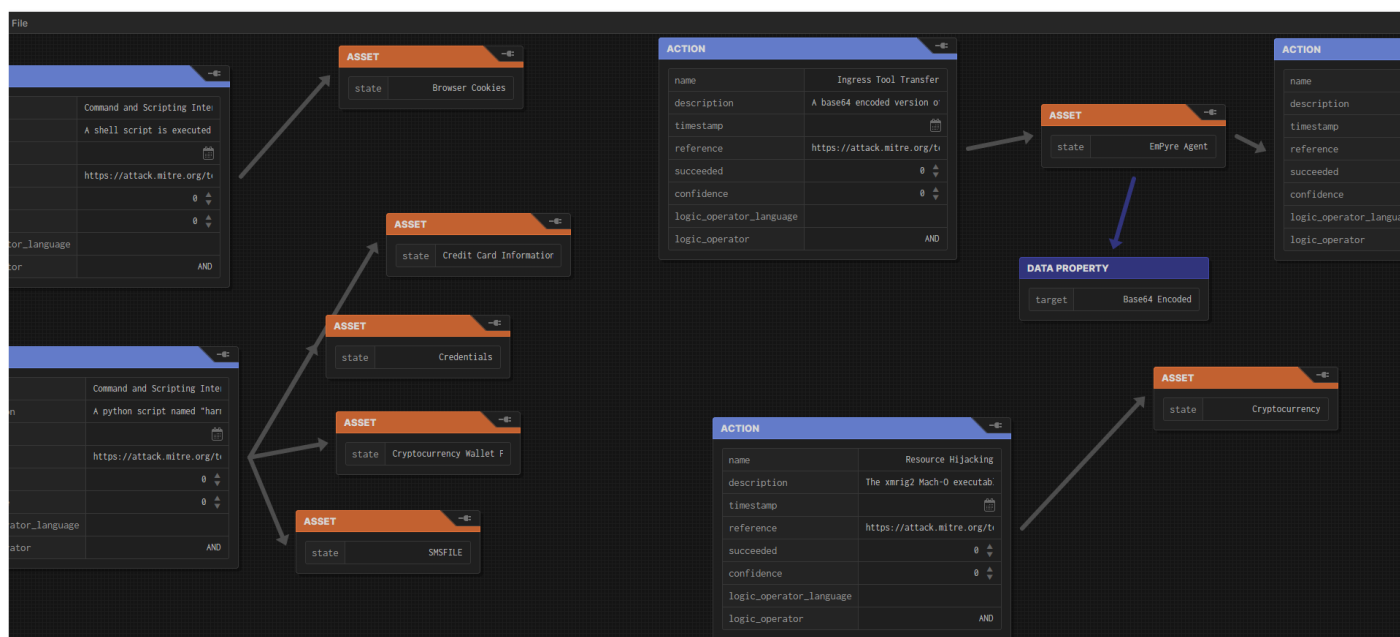 File
Command and Scripting Inte
A shell script is executed
https://attack.mitre.org/t
0
0
tor_language
tor AND
ASSET
state Browser Cookies
ASSET
state Credit Card Information
ASSET
state Credentials
Command and Scripting Inte
on A python script named "har
https://attack.mitre.org/t
0
0
ator_language
ator AND
ASSET
state Cryptocurrency Wallet F
ASSET
state SMSFILE
ACTION
name Ingress Tool Transfer
description A base64 encoded version o
timestamp
reference https://attack.mitre.org/t
succeeded 0
confidence 0
logic_operator_language
logic_operator AND
ASSET
state EmPyre Agent
DATA PROPERTY
target Base64 Encoded
ACTION
name
description
timestamp
reference
succeeded
confidence
logic_operator_langua
logic_operator
ACTION
name Resource Hijacking
description The xmrig2 Mach-O executab
timestamp
reference https://attack.mitre.org/t
succeeded 0
confidence 0
logic_operator_language
logic_operator AND
ASSET
state Cryptocurrency